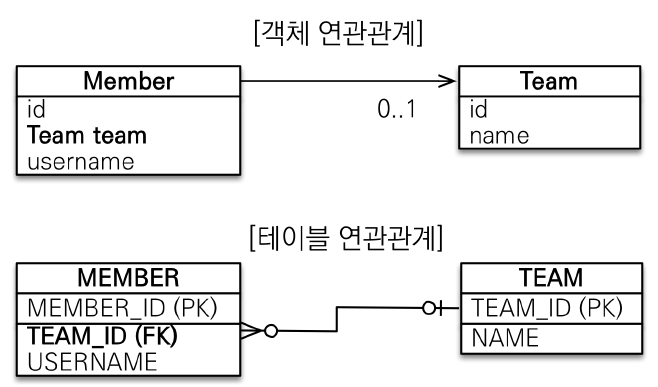 [객체 연관관계]
Member
id
Team team
username
0..1
Team
id
name
[테이블 연관관계]
MEMBER
MEMBER_ID (PK)
TEAM_ID (FK)
USERNAME
TEAM
TEAM_ID (PK)
NAME